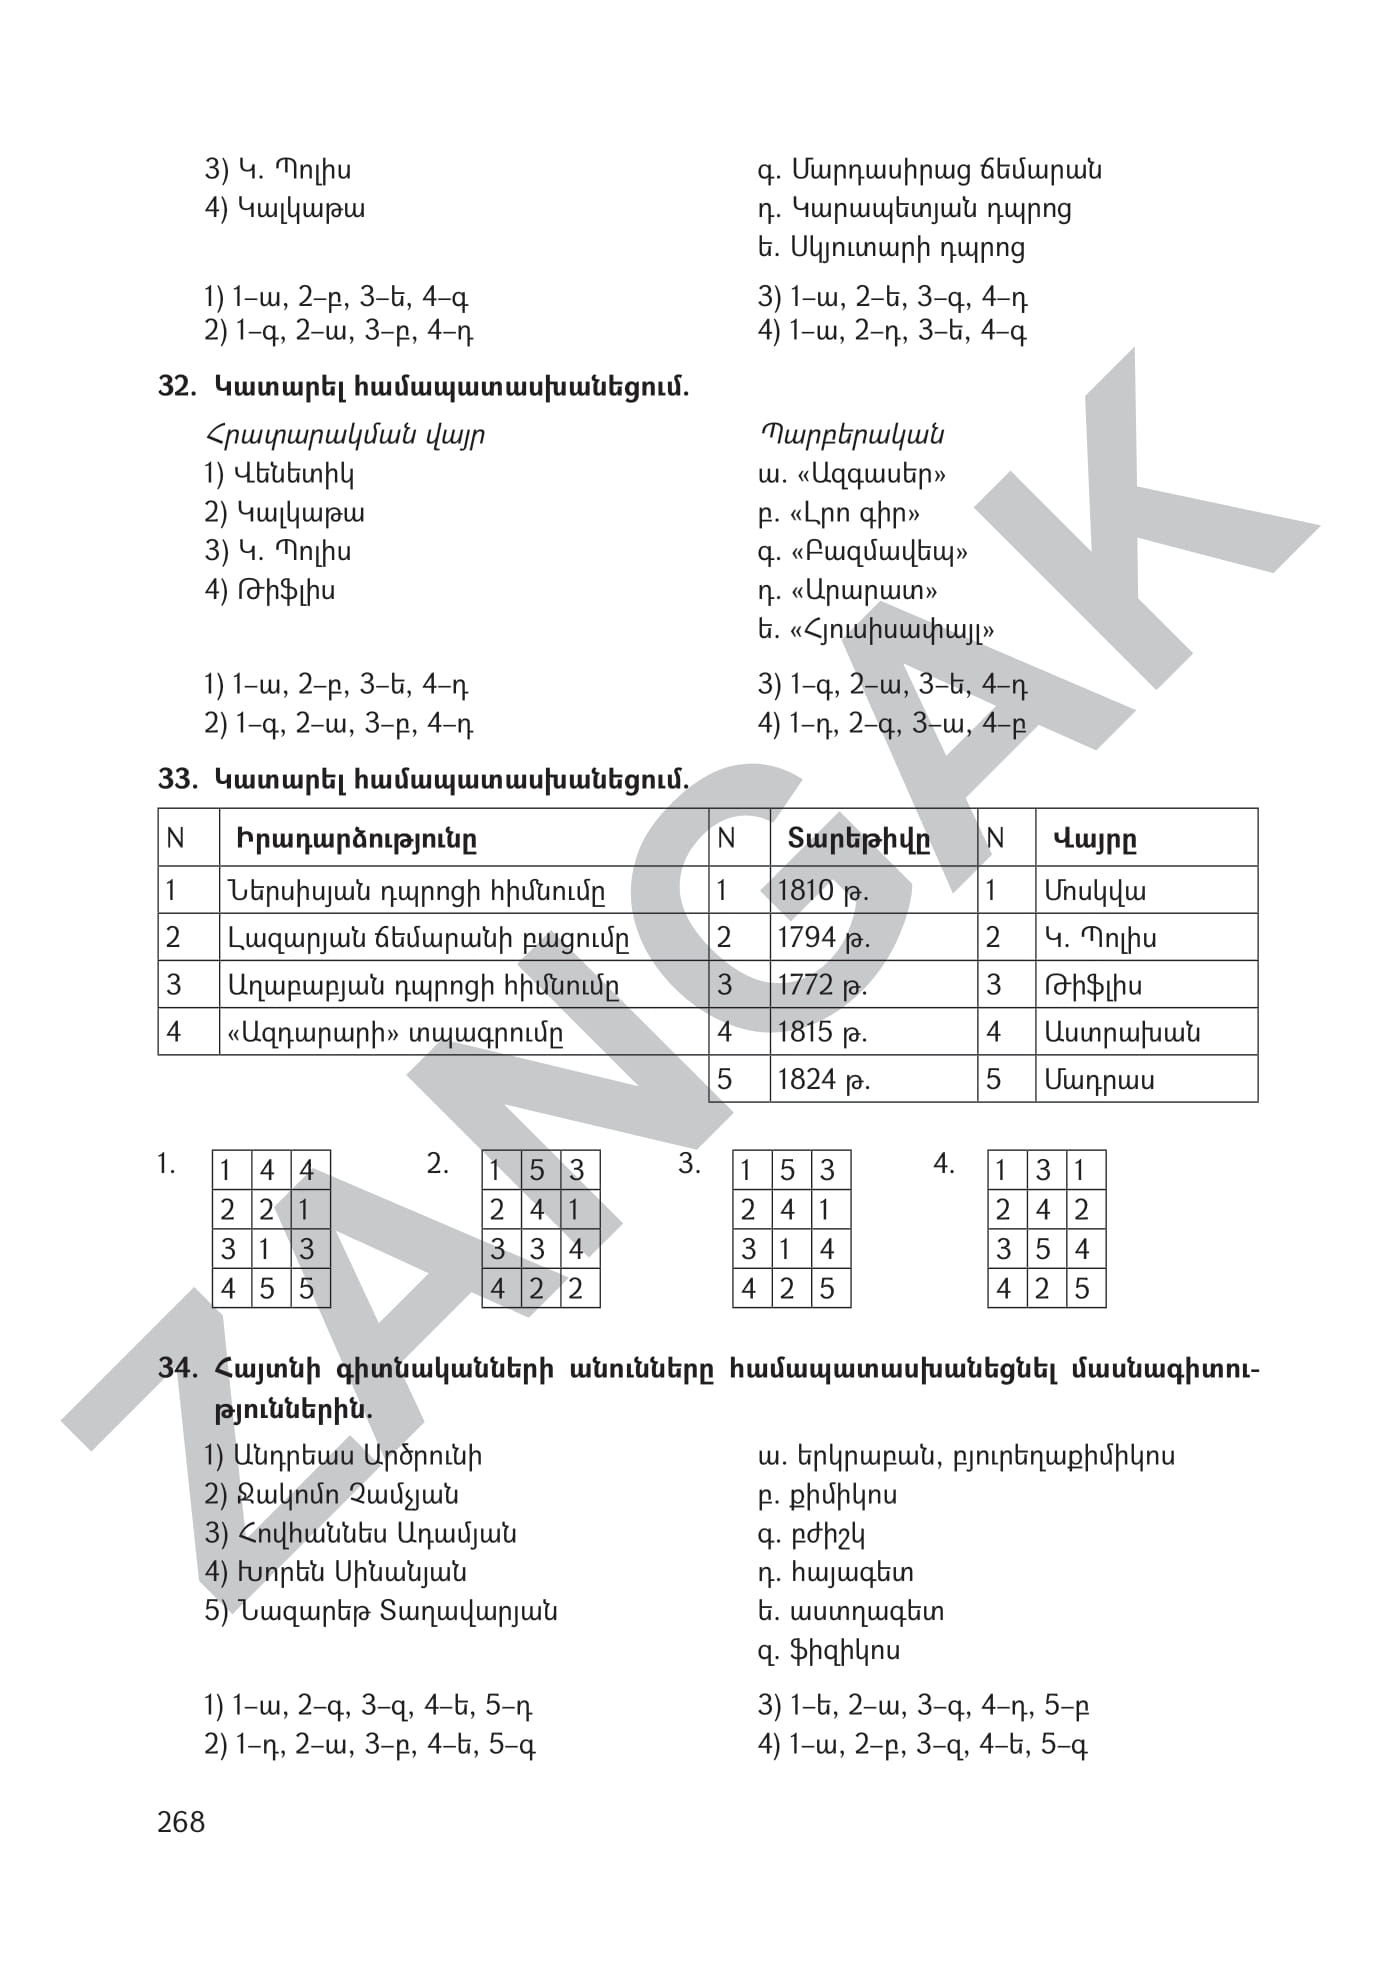 3) Կ. Պոլիս
4) Կալկաթա
գ. Մարդասիրաց ճեմարան
դ. Կարապետյան դպրոց
ե. Սկյուտարի դպրոց
1) 1–ա, 2–բ, 3–ե, 4–գ
2) 1–գ, 2–ա, 3–բ, 4–դ
3) 1–ա, 2–ե, 3–գ, 4–դ
4) 1–ա, 2–դ, 3–ե, 4–գ
32. Կատարել համապատասխանեցում.
Հրատարակման վայր
1) Վենետիկ
2) Կալկաթա
3) Կ. Պոլիս
4) Թիֆլիս
Պարբերական
ա. «Ազգասեր»
բ. «Լրո գիր»
գ. «Բազմավեպ»
դ. «Արարատ»
ե. «Հյուսիսափայլ»
1) 1–ա, 2–բ, 3–ե, 4–դ
2) 1–գ, 2–ա, 3–բ, 4–դ
3) 1–գ, 2–ա, 3–ե, 4–դ
4) 1–դ, 2–գ, 3–ա, 4–բ
33. Կատարել համապատասխանեցում.
N Իրադարձությունը N Տարեթիվը N Վայրը
1 Ներսիսյան դպրոցի հիմնումը 1 1810 թ. 1 Մոսկվա
2 Լազարյան ճեմարանի բացումը 2 1794 թ. 2 Կ. Պոլիս
3 Աղաբաբյան դպրոցի հիմնումը 3 1772 թ. 3 Թիֆլիս
4 «Ազդարարի» տպագրումը 4 1815 թ. 4 Աստրախան
5 1824 թ. 5 Մադրաս
1. 1 4 4
2 2 1
3 1 3
4 5 5
2. 1 5 3
2 4 1
3 3 4
4 2 2
3. 1 5 3
2 4 1
3 1 4
4 2 5
4. 1 3 1
2 4 2
3 5 4
4 2 5
34. Հայտնի գիտնականների անունները համապատասխանեցնել մասնագիտու-
թյուններին.
1) Անդրեաս Արծրունի
2) Ջակոմո Չամչյան
3) Հովհաննես Ադամյան
4) Խորեն Սինանյան
5) Նազարեթ Տաղավարյան
ա. երկրաբան, բյուրեղաքիմիկոս
բ. քիմիկոս
գ. բժիշկ
դ. հայագետ
ե. աստղագետ
զ. ֆիզիկոս
1) 1–ա, 2–գ, 3–զ, 4–ե, 5–դ
2) 1–դ, 2–ա, 3–բ, 4–ե, 5–գ
3) 1–ե, 2–ա, 3–գ, 4–դ, 5–բ
4) 1–ա, 2–բ, 3–զ, 4–ե, 5–գ
268
ZANGAK